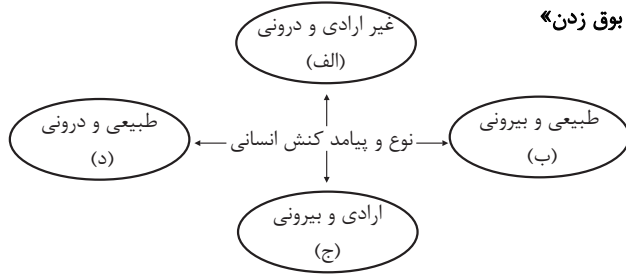 بوق زدن»
غیر ارادی و درونی
(الف)
طبیعی و بیرونی
(ب)
نوع و پیامد کنش انسانی
طبیعی و درونی
(د)
ارادی و بیرونی
(ج)